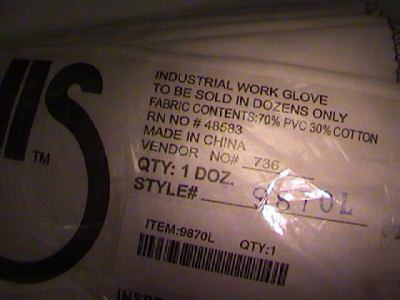 INDUSTRIAL WORK GLOVE
TO BE SOLD IN DOZENS ONLY
FABRIC CONTENTS:70% PVC 30%COTTON
RN NO # 48583
MADE IN CHINA
VENDOR NO# 736
QTY: 1 DOZ.
STYLE# 9870L
ITEM:9870L QTY:1
TM